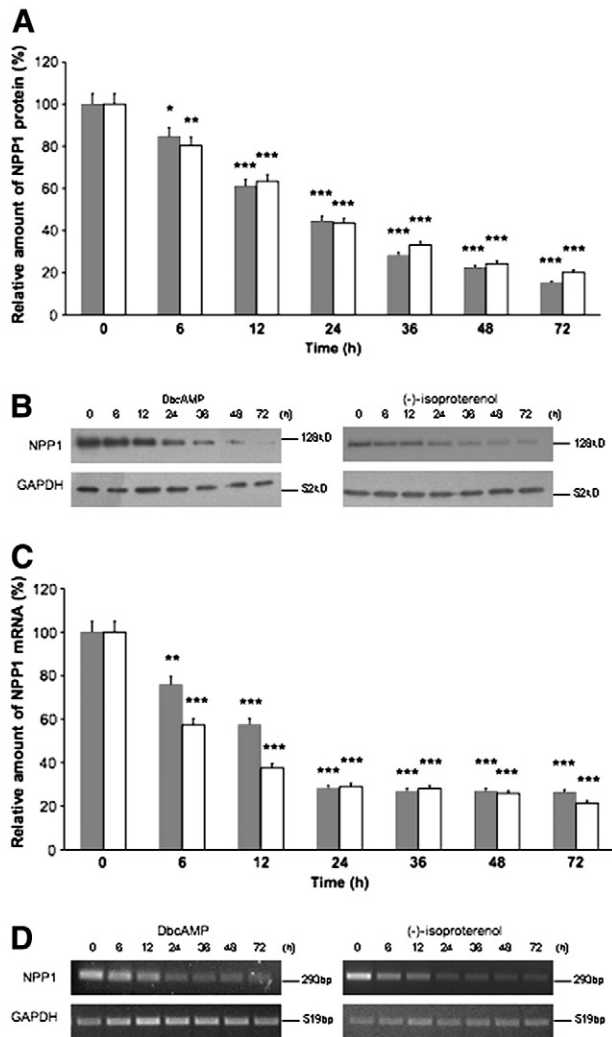 A
Relative amount of NPP1 protein (%)
120
100
80
60
40
20
0
* ** *** *** *** *** *** *** *** *** *** ***
0 6 12 24 36 48 72
Time (h)
B
DbcAMP
0 6 12 24 36 48 72 (h)
NPP1
128kD
GAPDH
52kD
(-)-isoproterenol
0 6 12 24 36 48 72 (h)
128kD
52kD
C
Relative amount of NPP1 mRNA (%)
120
100
80
60
40
20
0
** *** *** *** *** *** *** *** *** *** *** ***
0 6 12 24 36 48 72
Time (h)
D
DbcAMP
0 6 12 24 36 48 72 (h)
NPP1
290bp
GAPDH
519bp
(-)-isoproterenol
0 6 12 24 36 48 72 (h)
290bp
519bp